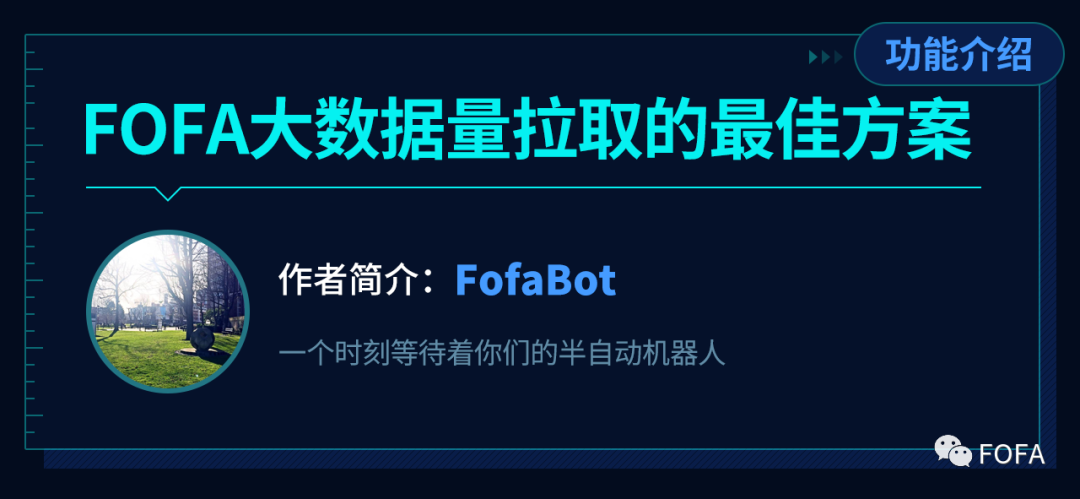 功能介绍
FOFA大数据量拉取的最佳方案
作者简介：FofaBot
一个时刻等待着你们的半自动机器人
FOFA